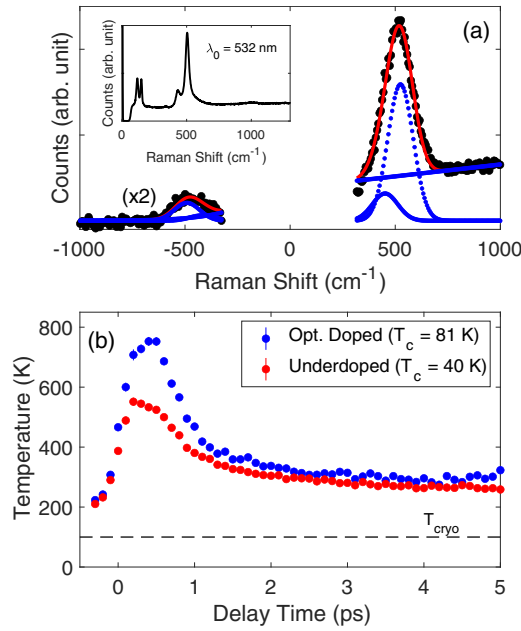 (a)
λ0 = 532 nm
Counts (arb. unit)
0 500 1000
Raman Shift (cm-1)
Counts (arb. unit)
(x2)
-1000 -500 0 500 1000
Raman Shift (cm-1)
(b)
Opt. Doped (Tc = 81 K)
Underdoped (Tc = 40 K)
800
600
400
200
0
Temperature (K)
Tcryo
0 1 2 3 4 5
Delay Time (ps)